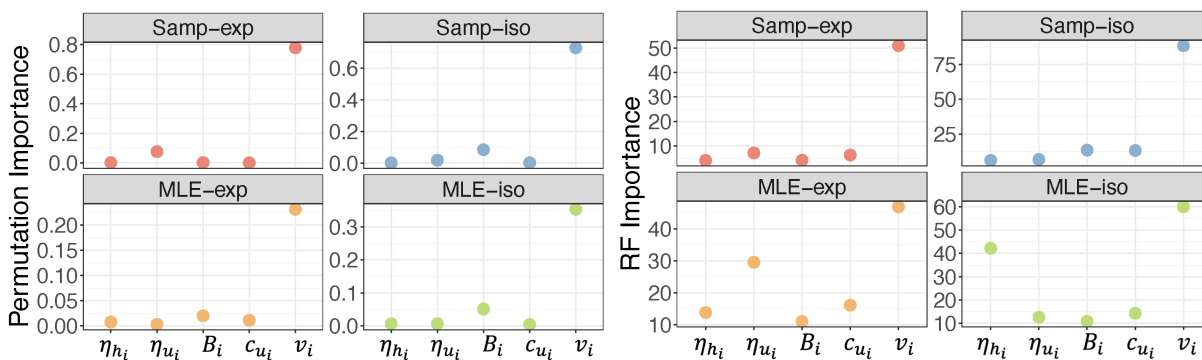 Samp−exp
Samp−iso
Permutation Importance
0.8
0.6
0.4
0.2
0.0
0.6
0.4
0.2
0.0
MLE−exp
MLE−iso
0.20
0.15
0.10
0.05
0.00
0.3
0.2
0.1
0.0
η_{h_i} η_{u_i} B_i c_{u_i} v_i
η_{h_i} η_{u_i} B_i c_{u_i} v_i
Samp−exp
Samp−iso
RF Importance
50
40
30
20
10
75
50
25
MLE−exp
MLE−iso
40
30
20
10
60
50
40
30
20
10
η_{h_i} η_{u_i} B_i c_{u_i} v_i
η_{h_i} η_{u_i} B_i c_{u_i} v_i